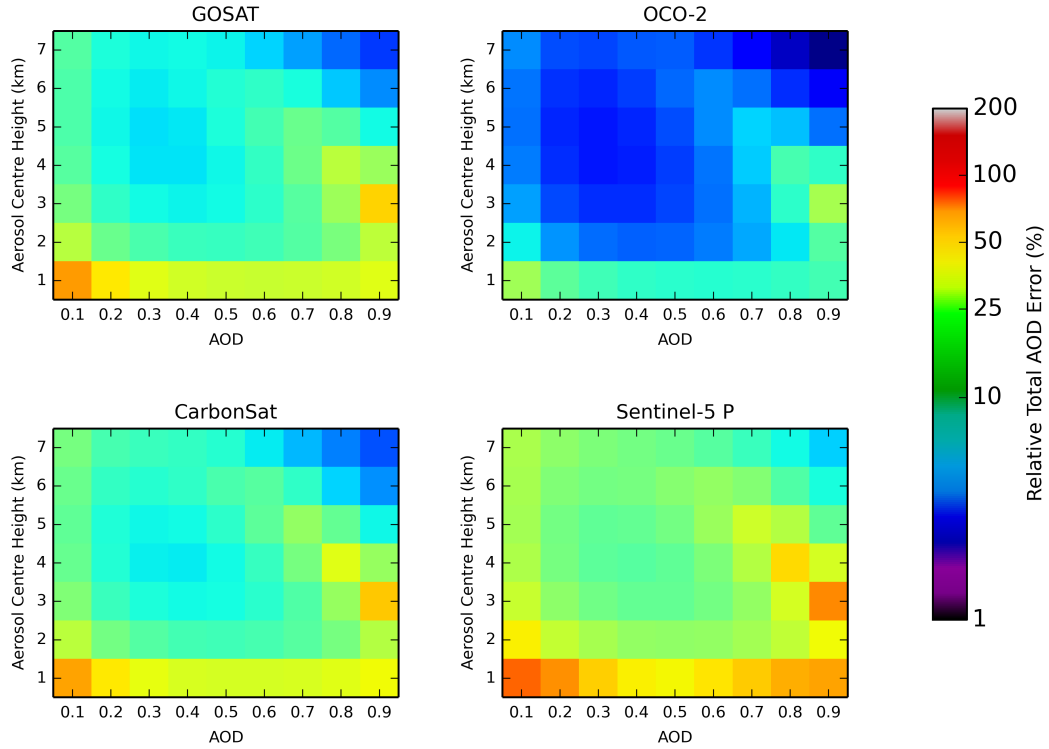 GOSAT
OCO-2
Aerosol Centre Height (km)
7
6
5
4
3
2
1
0.1 0.2 0.3 0.4 0.5 0.6 0.7 0.8 0.9
AOD
Aerosol Centre Height (km)
7
6
5
4
3
2
1
0.1 0.2 0.3 0.4 0.5 0.6 0.7 0.8 0.9
AOD
CarbonSat
Sentinel-5 P
Aerosol Centre Height (km)
7
6
5
4
3
2
1
0.1 0.2 0.3 0.4 0.5 0.6 0.7 0.8 0.9
AOD
Aerosol Centre Height (km)
7
6
5
4
3
2
1
0.1 0.2 0.3 0.4 0.5 0.6 0.7 0.8 0.9
AOD
200
100
50
25
10
1
Relative Total AOD Error (%)